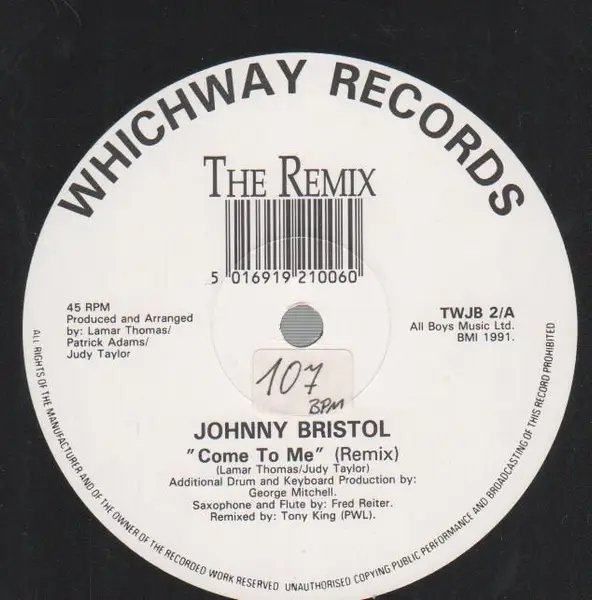 WHICHWAY RECORDS
THE REMIX
5 016919 210060
45 RPM
Produced and Arranged
by: Lamar Thomas/
Patrick Adams/
Judy Taylor
TWJB 2/A
All Boys Music Ltd.
BMI 1991.
107
BPM
JOHNNY BRISTOL
"Come To Me" (Remix)
(Lamar Thomas/Judy Taylor)
Additional Drum and Keyboard Production by:
George Mitchell.
Saxophone and Flute by: Fred Reiter.
Remixed by: Tony King (PWL).
ALL RIGHTS OF THE MANUFACTURER AND OF THE OWNER OF THE RECORDED WORK RESERVED UNAUTHORISED COPYING PUBLIC PERFORMANCE AND BROADCASTING OF THIS RECORD PROHIBITED